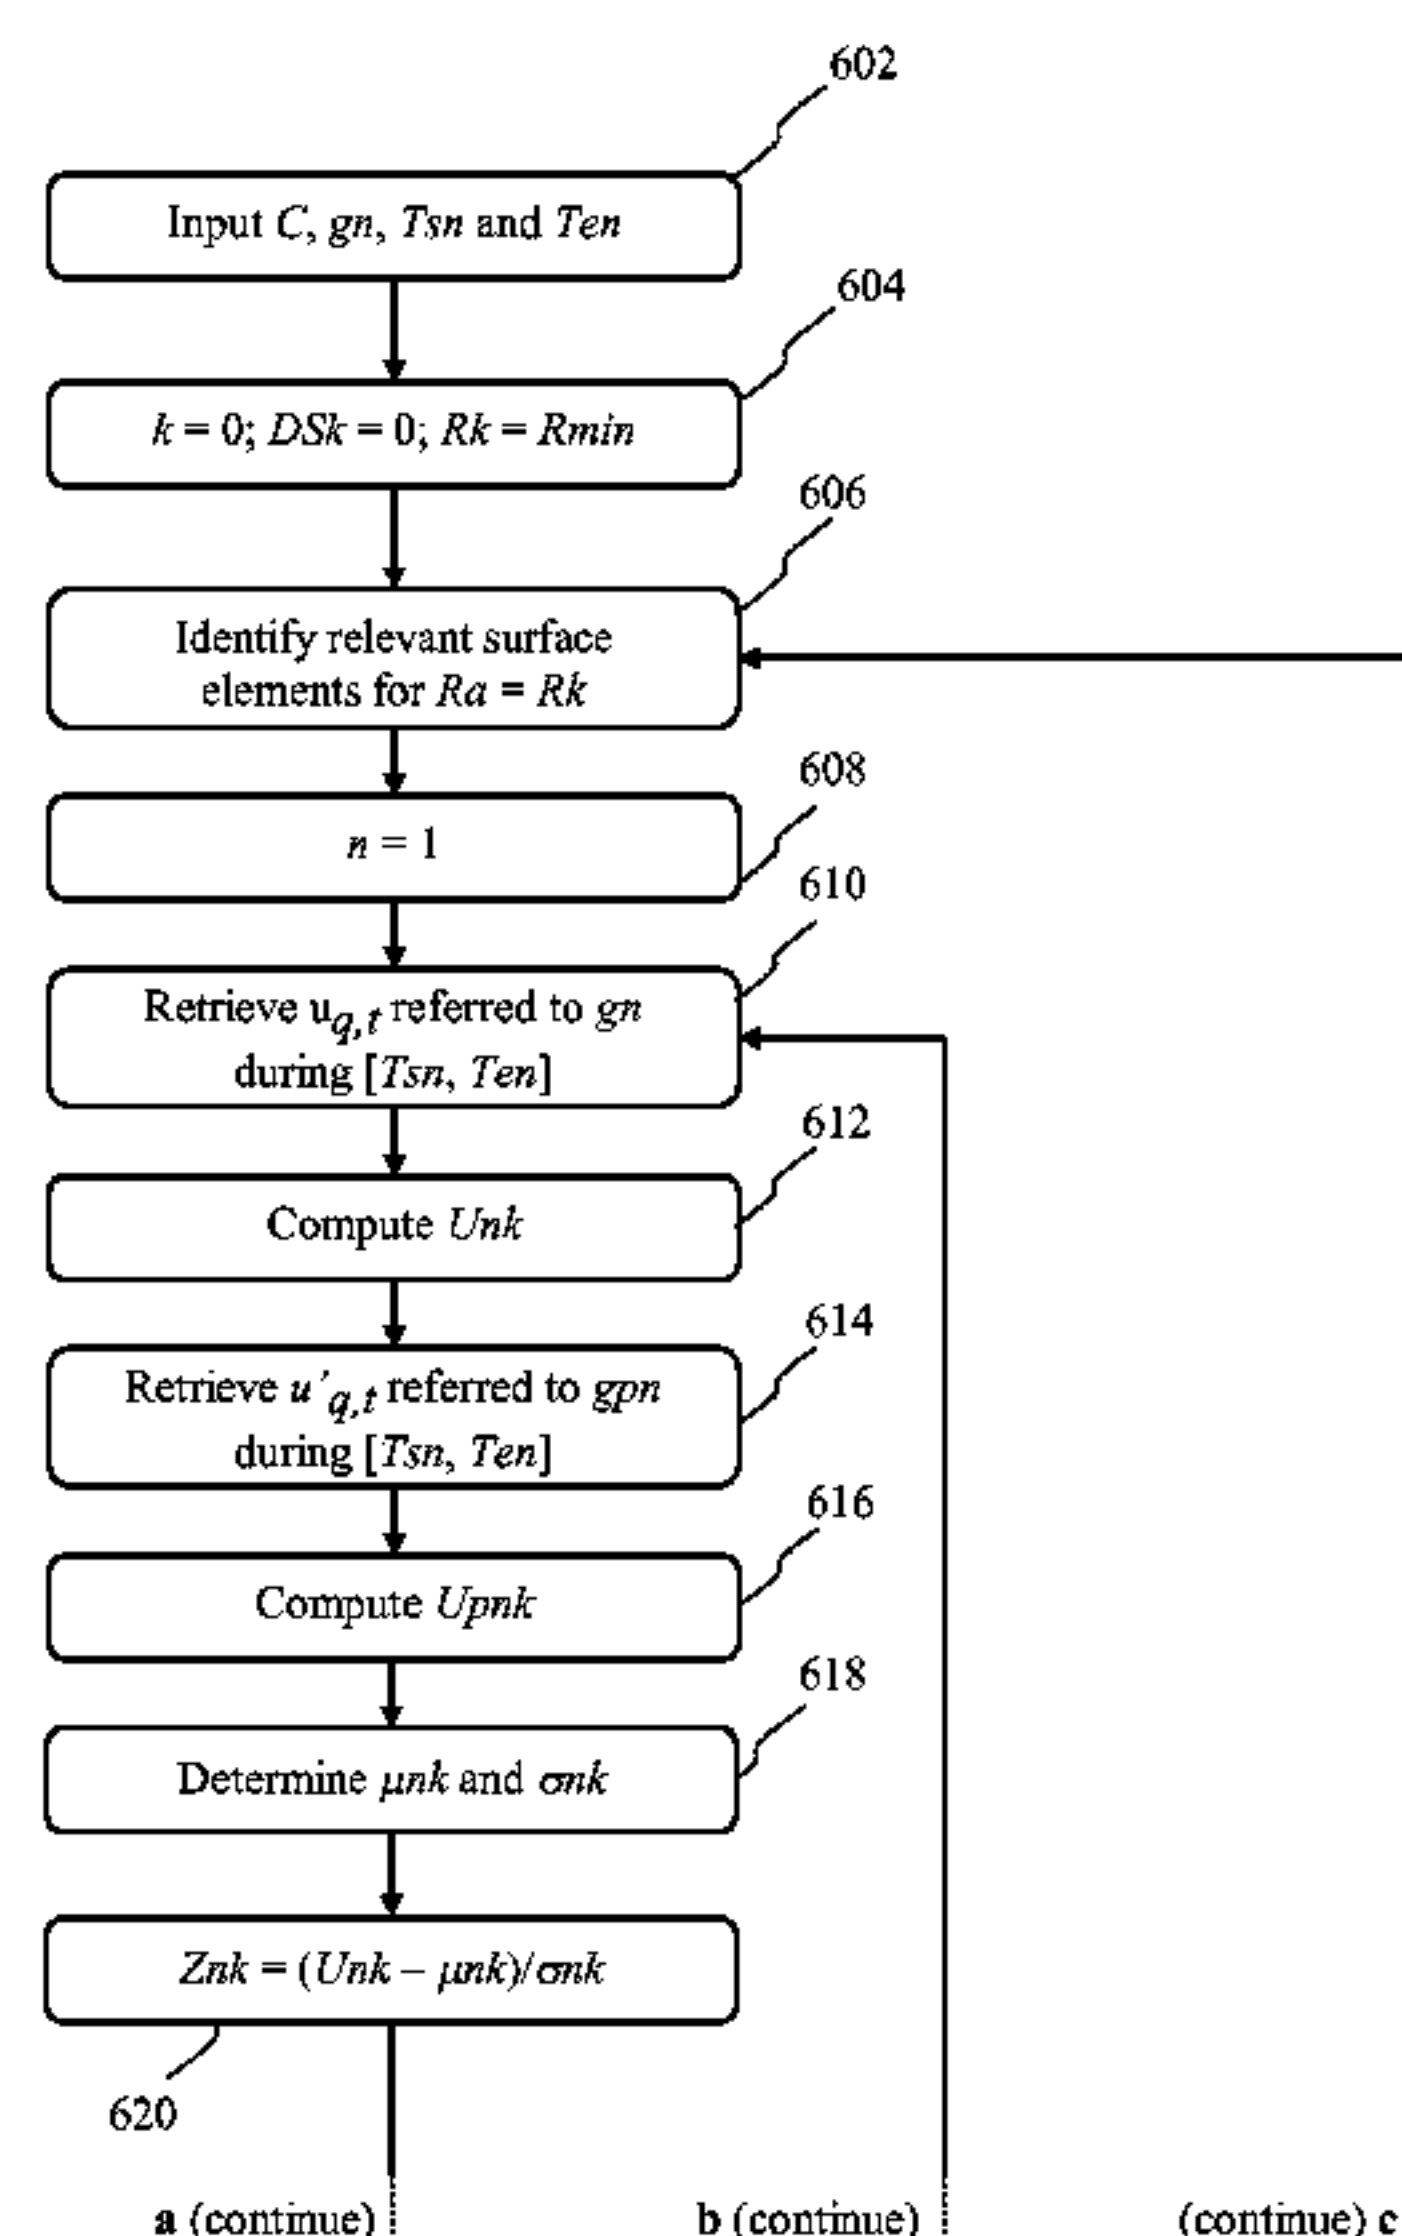 602
Input C, gn, Tsn and Ten
604
k = 0; DSk = 0; Rk = Rmin
606
Identify relevant surface
elements for Ra = Rk
608
n = 1
610
Retrieve u_q,t referred to gn
during [Tsn, Ten]
612
Compute Unk
614
Retrieve u′_q,t referred to gpn
during [Tsn, Ten]
616
Compute Upnk
618
Determine μnk and σnk
Znk = (Unk – μnk)/σnk
620
a (continue)
b (continue)
(continue) c